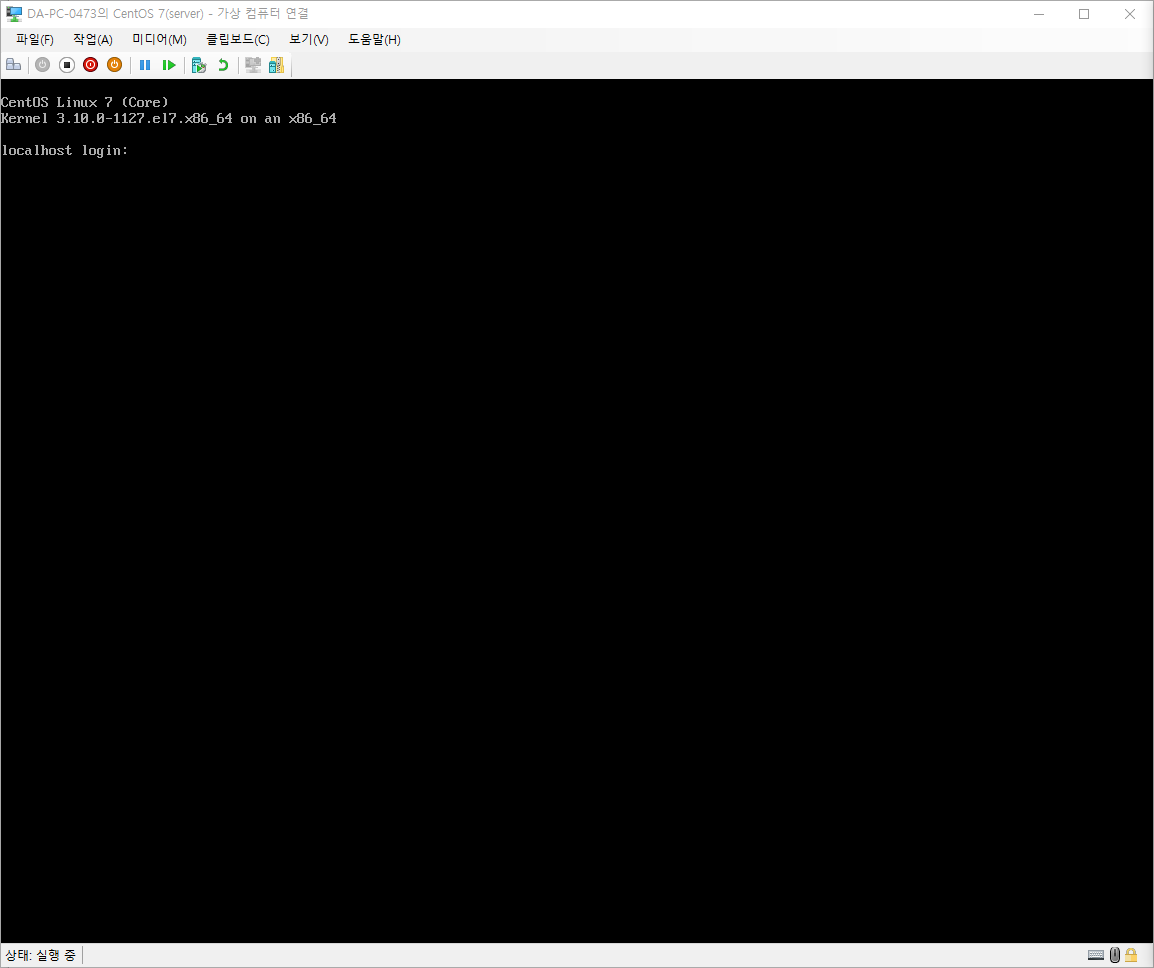 DA-PC-0473의 CentOS 7(server) - 가상 컴퓨터 연결
파일(F) 작업(A) 미디어(M) 클립보드(C) 보기(V) 도움말(H)
CentOS Linux 7 (Core)
Kernel 3.10.0-1127.el7.x86_64 on an x86_64
localhost login:
상태: 실행 중